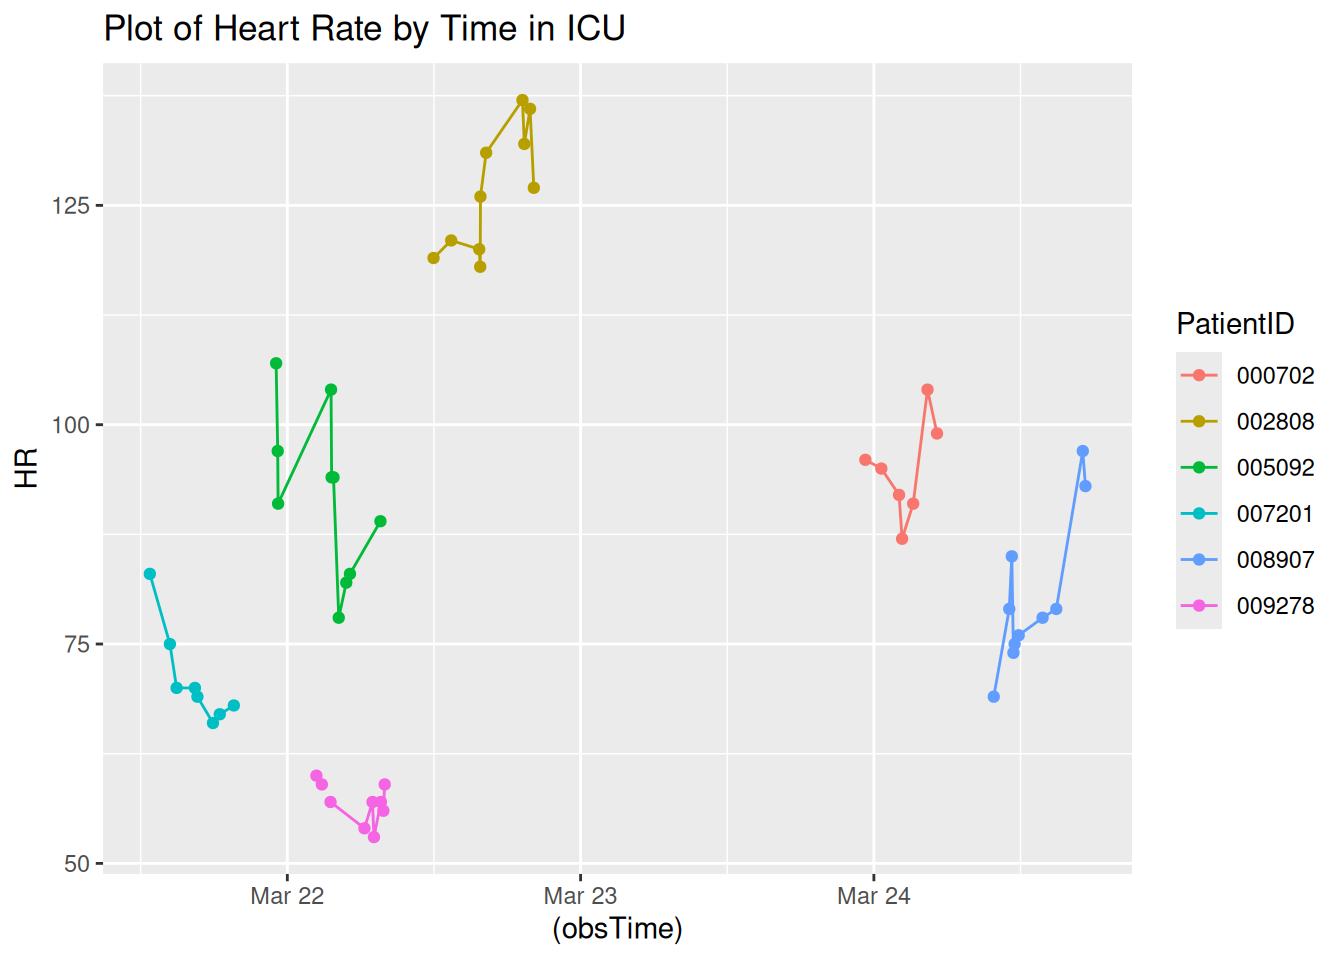 Plot of Heart Rate by Time in ICU
125
100
75
50
HR
Mar 22
Mar 23
Mar 24
(obsTime)
PatientID
000702
002808
005092
007201
008907
009278